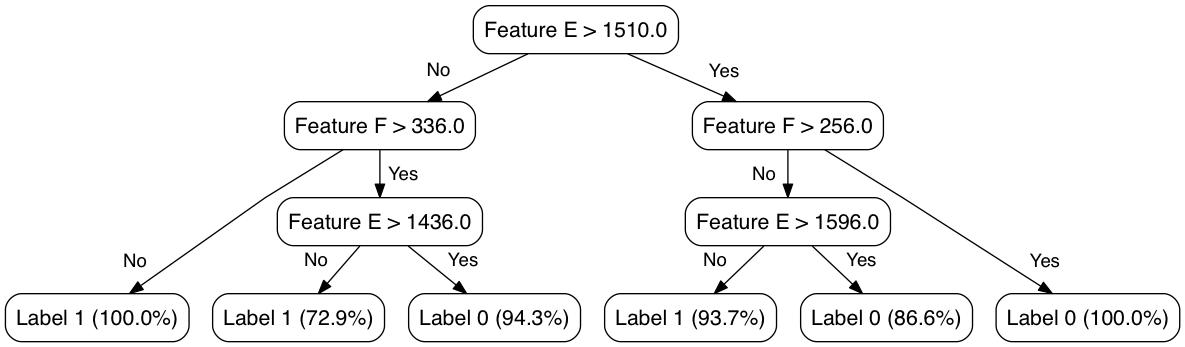 Feature E > 1510.0
No
Yes
Feature F > 336.0
Feature F > 256.0
Yes
No
Feature E > 1436.0
Feature E > 1596.0
No
No
Yes
No
Yes
Yes
Label 1 (100.0%)
Label 1 (72.9%)
Label 0 (94.3%)
Label 1 (93.7%)
Label 0 (86.6%)
Label 0 (100.0%)